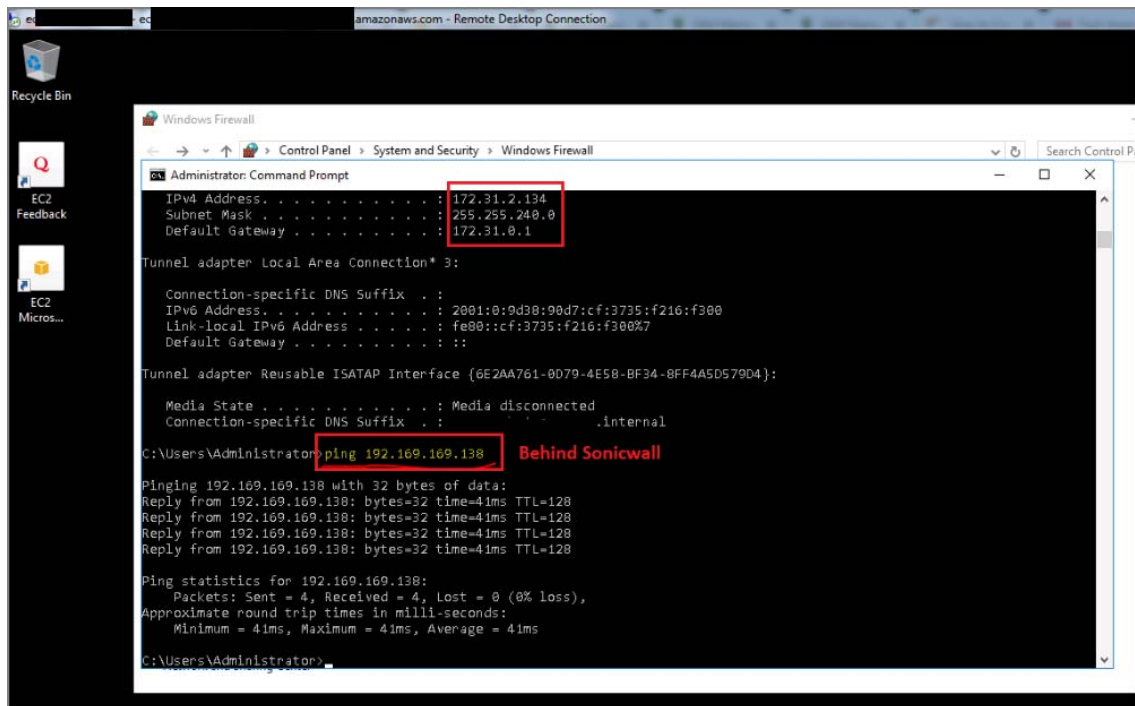 ec - ec amazonaws.com - Remote Desktop Connection
Recycle Bin
Windows Firewall
Control Panel > System and Security > Windows Firewall
Search Control P
Administrator: Command Prompt
Q
EC2
Feedback
EC2
Micros...
IPv4 Address. . . . . . . . . . . : 172.31.2.134
Subnet Mask . . . . . . . . . . . : 255.255.240.0
Default Gateway . . . . . . . . . : 172.31.0.1
Tunnel adapter Local Area Connection* 3:
Connection-specific DNS Suffix  . :
IPv6 Address. . . . . . . . . . . : 2001:0:9d38:90d7:cf:3735:f216:f300
Link-local IPv6 Address . . . . . : fe80::cf:3735:f216:f300%7
Default Gateway . . . . . . . . . : ::
Tunnel adapter Reusable ISATAP Interface {6E2AA761-0D79-4E58-BF34-8FF4A5D579D4}:
Media State . . . . . . . . . . . : Media disconnected
Connection-specific DNS Suffix  . : .internal
C:\Users\Administrator>ping 192.169.169.138 Behind Sonicwall
Pinging 192.169.169.138 with 32 bytes of data:
Reply from 192.169.169.138: bytes=32 time=41ms TTL=128
Reply from 192.169.169.138: bytes=32 time=41ms TTL=128
Reply from 192.169.169.138: bytes=32 time=41ms TTL=128
Reply from 192.169.169.138: bytes=32 time=41ms TTL=128
Ping statistics for 192.169.169.138:
Packets: Sent = 4, Received = 4, Lost = 0 (0% loss),
Approximate round trip times in milli-seconds:
Minimum = 41ms, Maximum = 41ms, Average = 41ms
C:\Users\Administrator>